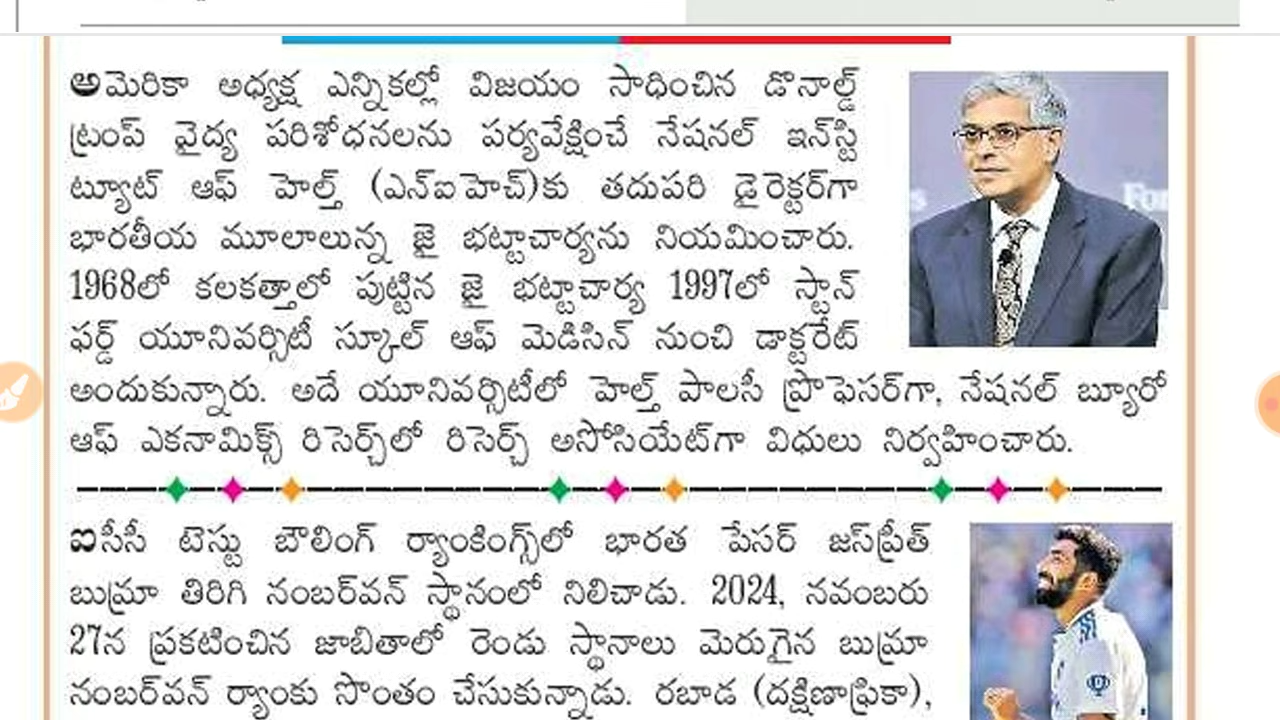 అమెరికా అధ్యక్ష ఎన్నికల్లో విజయం సాధించిన డొనాల్డ్
ట్రంప్ వైద్య పరిశోధనలను పర్యవేక్షించే నేషనల్ ఇన్‌స్టి
ట్యూట్ ఆఫ్ హెల్త్ (ఎన్‌ఐహెచ్)కు తదుపరి డైరెక్టర్‌గా
భారతీయ మూలాలున్న జై భట్టాచార్యను నియమించారు.
1968లో కలకత్తాలో పుట్టిన జై భట్టాచార్య 1997లో స్టాన్
ఫర్డ్ యూనివర్సిటీ స్కూల్ ఆఫ్ మెడిసిన్ నుంచి డాక్టరేట్
అందుకున్నారు. అదే యూనివర్సిటీలో హెల్త్ పాలసీ ప్రొఫెసర్‌గా, నేషనల్ బ్యూరో
ఆఫ్ ఎకనామిక్స్ రిసెర్చ్‌లో రిసెర్చ్ అసోసియేట్‌గా విధులు నిర్వహించారు.
ఐసీసీ టెస్టు బౌలింగ్ ర్యాంకింగ్స్‌లో భారత పేసర్ జస్‌ప్రీత్
బుమ్రా తిరిగి నంబర్‌వన్ స్థానంలో నిలిచాడు. 2024, నవంబరు
27న ప్రకటించిన జాబితాలో రెండు స్థానాలు మెరుగైన బుమ్రా
నంబర్‌వన్ ర్యాంకు సొంతం చేసుకున్నాడు. రబాడ (దక్షిణాఫ్రికా),